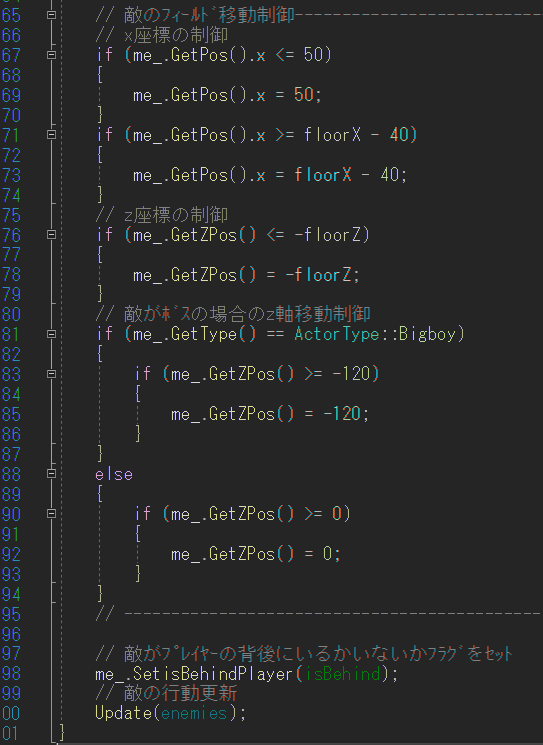 65 // 敵のﾌｨｰﾙﾄﾞ移動制御------------------------------------
66 // x座標の制御
67 if (me_.GetPos().x <= 50)
68 {
69 me_.GetPos().x = 50;
70 }
71 if (me_.GetPos().x >= floorX - 40)
72 {
73 me_.GetPos().x = floorX - 40;
74 }
75 // z座標の制御
76 if (me_.GetZPos() <= -floorZ)
77 {
78 me_.GetZPos() = -floorZ;
79 }
80 // 敵がﾎﾞｽの場合のz軸移動制御
81 if (me_.GetType() == ActorType::Bigboy)
82 {
83 if (me_.GetZPos() >= -120)
84 {
85 me_.GetZPos() = -120;
86 }
87 }
88 else
89 {
90 if (me_.GetZPos() >= 0)
91 {
92 me_.GetZPos() = 0;
93 }
94 }
95 // ------------------------------------------------------------
96
97 // 敵がﾌﾟﾚｲﾔｰの背後にいるかいないかﾌﾗｸﾞをｾｯﾄ
98 me_.SetisBehindPlayer(isBehind);
99 // 敵の行動更新
00 Update(enemies);
01 }